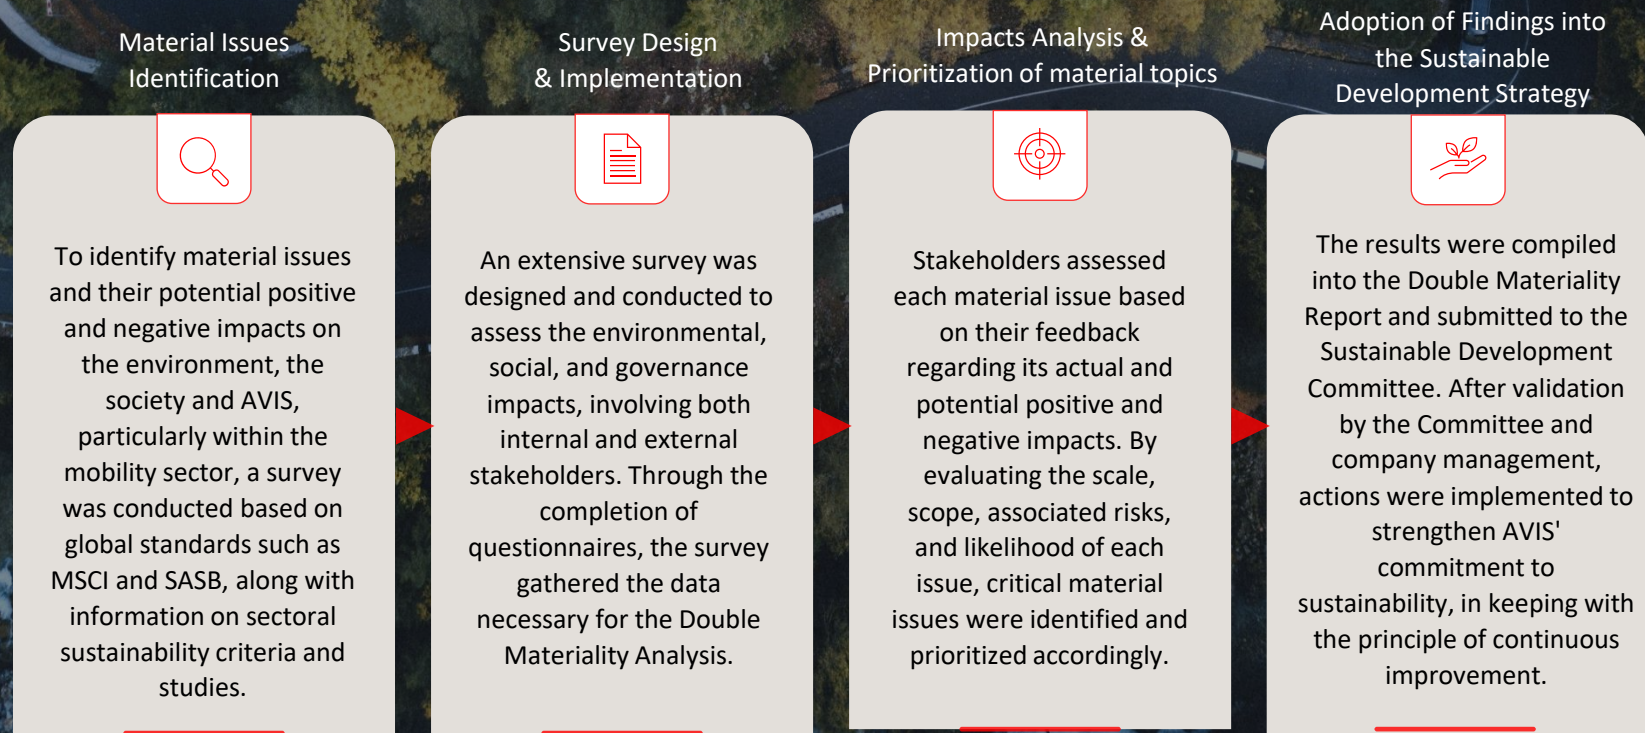 Material Issues
Identification
To identify material issues
and their potential positive
and negative impacts on
the environment, the
society and AVIS,
particularly within the
mobility sector, a survey
was conducted based on
global standards such as
MSCI and SASB, along with
information on sectoral
sustainability criteria and
studies.
Survey Design
& Implementation
An extensive survey was
designed and conducted to
assess the environmental,
social, and governance
impacts, involving both
internal and external
stakeholders. Through the
completion of
questionnaires, the survey
gathered the data
necessary for the Double
Materiality Analysis.
Impacts Analysis &
Prioritization of material topics
Stakeholders assessed
each material issue based
on their feedback
regarding its actual and
potential positive and
negative impacts. By
evaluating the scale,
scope, associated risks,
and likelihood of each
issue, critical material
issues were identified and
prioritized accordingly.
Adoption of Findings into
the Sustainable
Development Strategy
The results were compiled
into the Double Materiality
Report and submitted to the
Sustainable Development
Committee. After validation
by the Committee and
company management,
actions were implemented to
strengthen AVIS'
commitment to
sustainability, in keeping with
the principle of continuous
improvement.